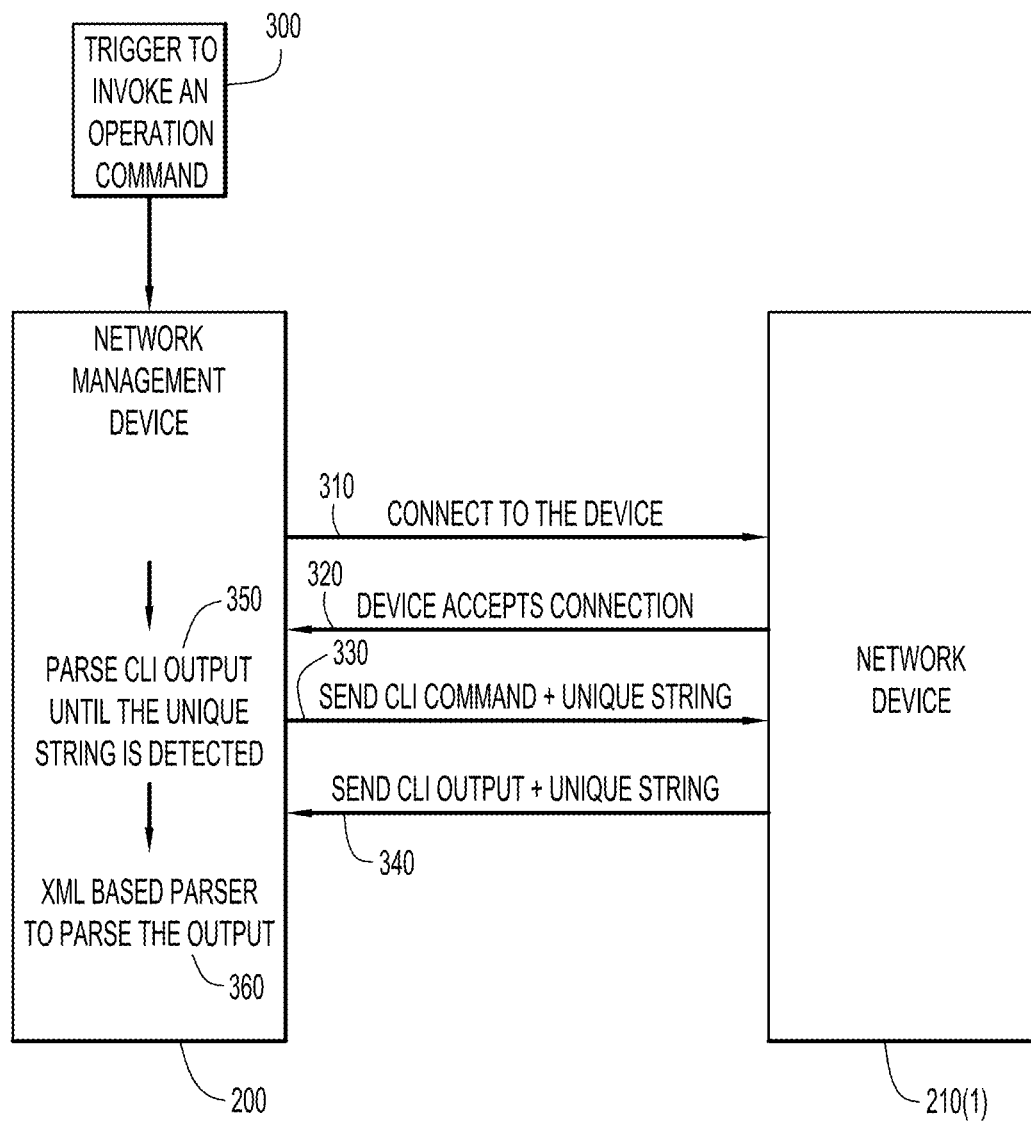 300
TRIGGER TO
INVOKE AN
OPERATION
COMMAND
NETWORK
MANAGEMENT
DEVICE
310
CONNECT TO THE DEVICE
320
DEVICE ACCEPTS CONNECTION
330
SEND CLI COMMAND + UNIQUE STRING
SEND CLI OUTPUT + UNIQUE STRING
340
350
PARSE CLI OUTPUT
UNTIL THE UNIQUE
STRING IS DETECTED
XML BASED PARSER
TO PARSE THE OUTPUT
360
NETWORK
DEVICE
200
210(1)